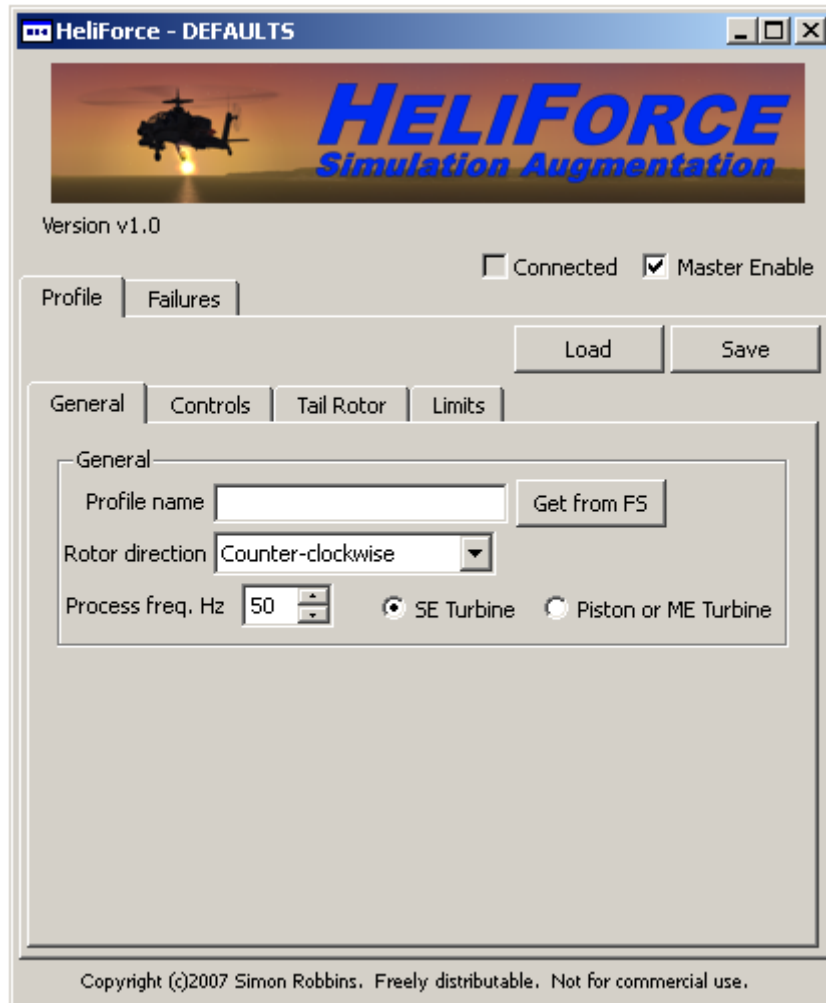 HeliForce - DEFAULTS
HELIFORCE
Simulation Augmentation
Version v1.0
Connected Master Enable
Profile Failures
Load Save
General Controls Tail Rotor Limits
General
Profile name Get from FS
Rotor direction Counter-clockwise
Process freq. Hz 50 SE Turbine Piston or ME Turbine
Copyright (c)2007 Simon Robbins. Freely distributable. Not for commercial use.